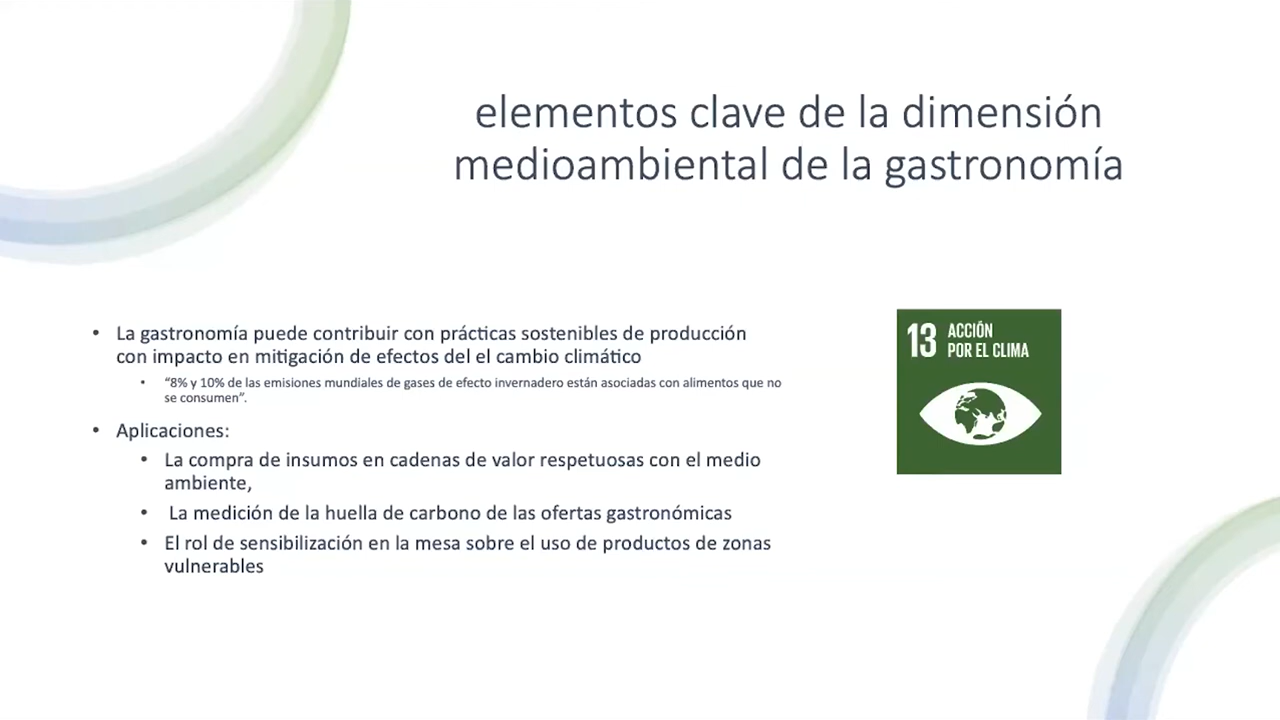 elementos clave de la dimensión
medioambiental de la gastronomía
• La gastronomía puede contribuir con prácticas sostenibles de producción
con impacto en mitigación de efectos del el cambio climático
• “8% y 10% de las emisiones mundiales de gases de efecto invernadero están asociadas con alimentos que no
se consumen”.
• Aplicaciones:
• La compra de insumos en cadenas de valor respetuosas con el medio
ambiente,
• La medición de la huella de carbono de las ofertas gastronómicas
• El rol de sensibilización en la mesa sobre el uso de productos de zonas
vulnerables
13 ACCIÓN
POR EL CLIMA